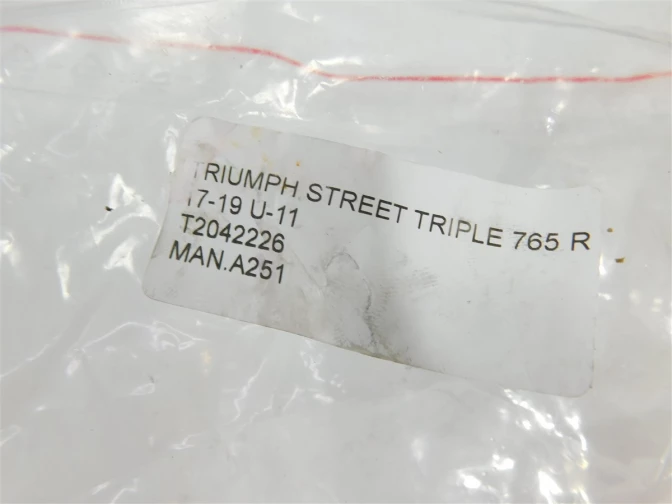 TRIUMPH STREET TRIPLE 765 R
17-19 U-11
T2042226
MAN.A251